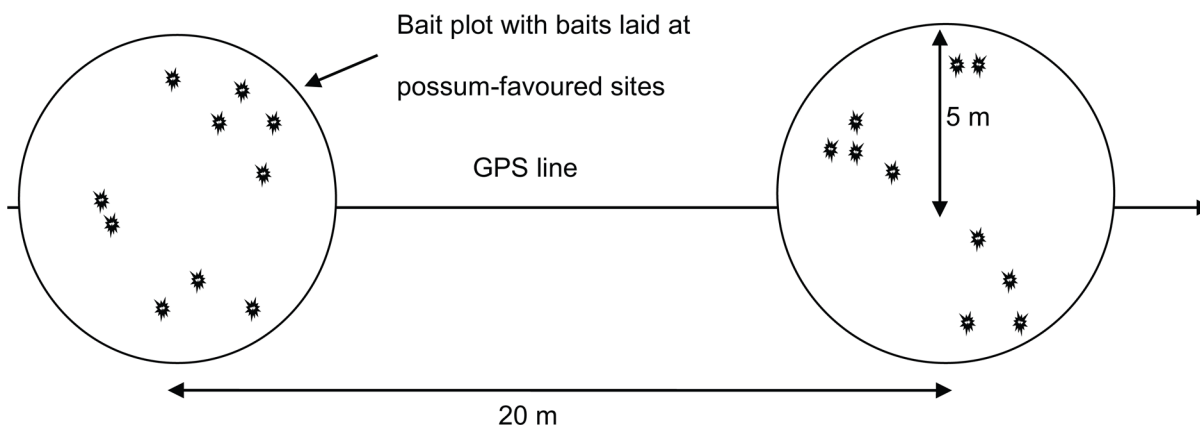 Bait plot with baits laid at
possum-favoured sites
5 m
GPS line
20 m